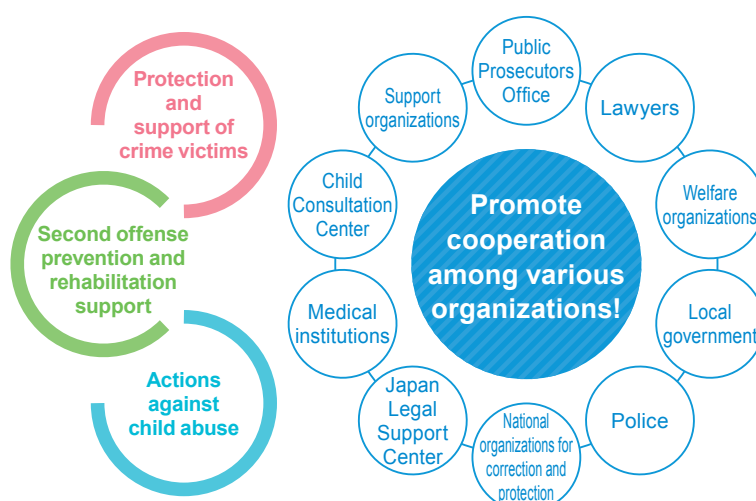 Protection
and
support of
crime victims
Second offense
prevention and
rehabilitation
support
Actions
against
child abuse
Public
Prosecutors
Office
Lawyers
Welfare
organizations
Local
government
Police
National
organizations for
correction and
protection
Japan
Legal
Support
Center
Medical
institutions
Child
Consultation
Center
Support
organizations
Promote
cooperation
among various
organizations!